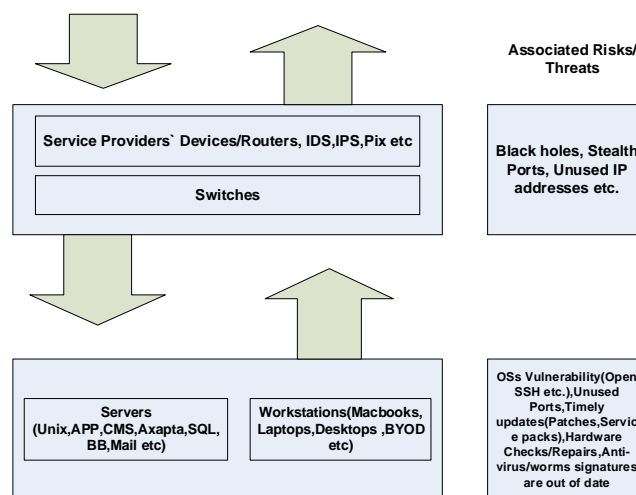 Associated Risks/
Threats
Service Providers` Devices/Routers, IDS,IPS,Pix etc
Switches
Black holes, Stealth
Ports, Unused IP
addresses etc.
Servers
(Unix,APP,CMS,Axapta,SQL,
BB,Mail etc)
Workstations(Macbooks,
Laptops,Desktops ,BYOD
etc)
OSs Vulnerability(Open
SSH etc.),Unused
Ports,Timely
updates(Patches,Servic
e packs),Hardware
Checks/Repairs,Anti-
virus/worms signatures
are out of date